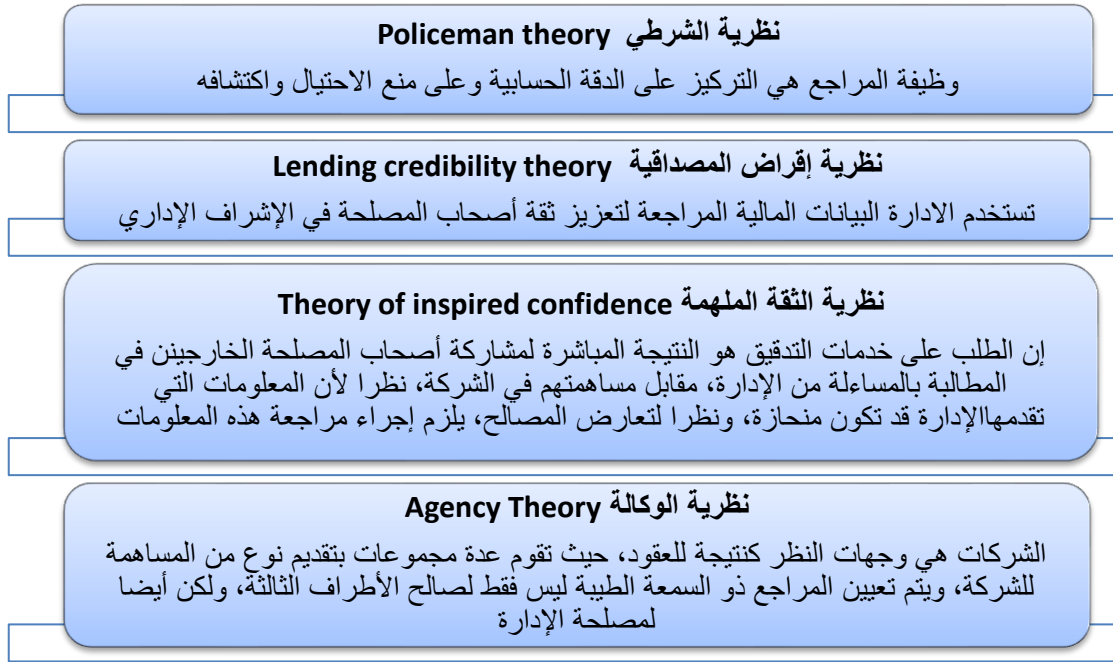 نظرية الشرطي Policeman theory
وظيفة المراجع هي التركيز على الدقة الحسابية وعلى منع الاحتيال واكتشافه
نظرية إقراض المصداقية Lending credibility theory
تستخدم الادارة البيانات المالية المراجعة لتعزيز ثقة أصحاب المصلحة في الإشراف الإداري
نظرية الثقة الملهمة Theory of inspired confidence
إن الطلب على خدمات التدقيق هو النتيجة المباشرة لمشاركة أصحاب المصلحة الخارجينن في
المطالبة بالمساءلة من الإدارة، مقابل مساهمتهم في الشركة، نظرا لأن المعلومات التي
تقدمهاالإدارة قد تكون منحازة، ونظرا لتعارض المصالح، يلزم إجراء مراجعة هذه المعلومات
نظرية الوكالة Agency Theory
الشركات هي وجهات النظر كنتيجة للعقود، حيث تقوم عدة مجموعات بتقديم نوع من المساهمة
للشركة، ويتم تعيين المراجع ذو السمعة الطيبة ليس فقط لصالح الأطراف الثالثة، ولكن أيضا
لمصلحة الإدارة